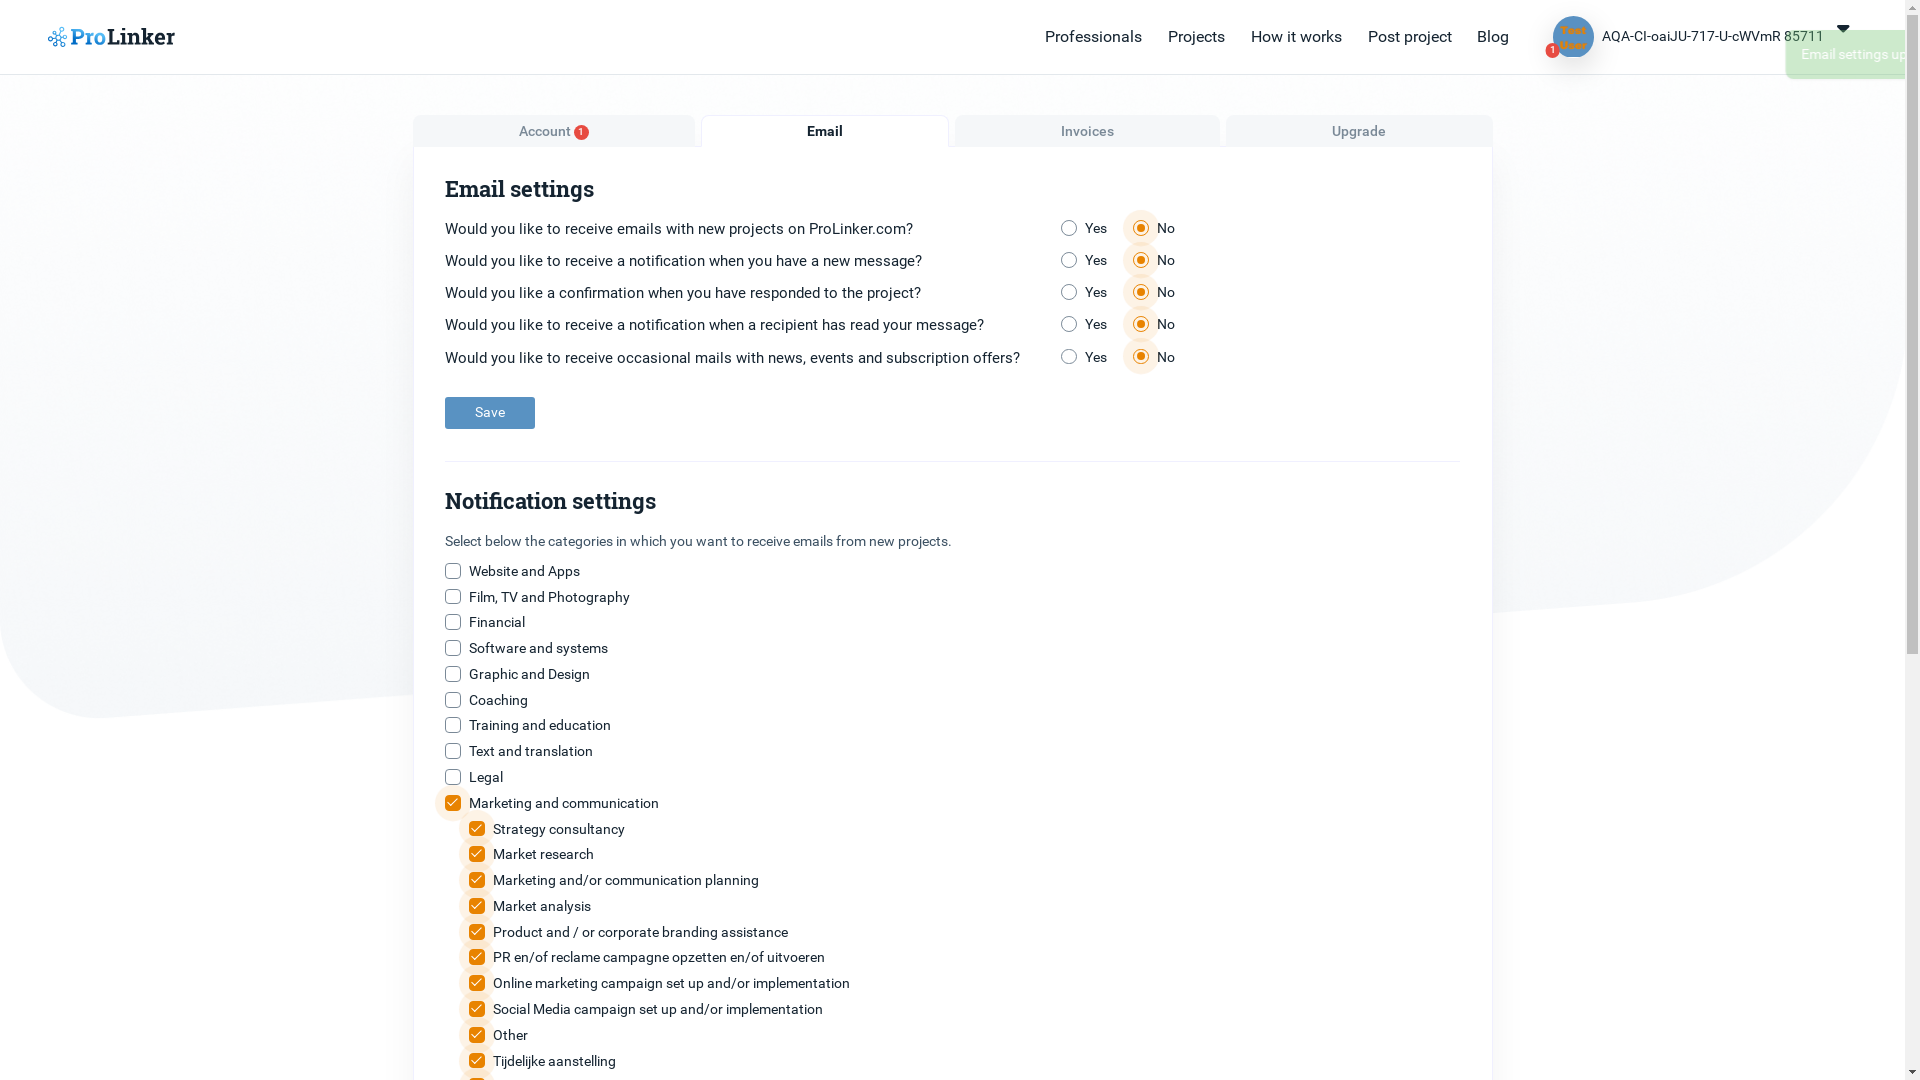 ProLinker
Professionals Projects How it works Post project Blog
Test User
1
AQA-CI-oaiJU-717-U-cWVmR 85711
Email settings up
Account 1
Email
Invoices
Upgrade
Email settings
Would you like to receive emails with new projects on ProLinker.com? Yes No
Would you like to receive a notification when you have a new message? Yes No
Would you like a confirmation when you have responded to the project? Yes No
Would you like to receive a notification when a recipient has read your message? Yes No
Would you like to receive occasional mails with news, events and subscription offers? Yes No
Save
Notification settings
Select below the categories in which you want to receive emails from new projects.
Website and Apps
Film, TV and Photography
Financial
Software and systems
Graphic and Design
Coaching
Training and education
Text and translation
Legal
Marketing and communication
Strategy consultancy
Market research
Marketing and/or communication planning
Market analysis
Product and / or corporate branding assistance
PR en/of reclame campagne opzetten en/of uitvoeren
Online marketing campaign set up and/or implementation
Social Media campaign set up and/or implementation
Other
Tijdelijke aanstelling